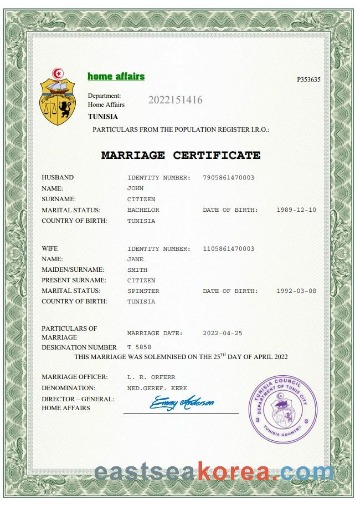 home affairs
P353635
Department:
Home Affairs
2022151416
TUNISIA
PARTICULARS FROM THE POPULATION REGISTER I.R.O.:
MARRIAGE CERTIFICATE
HUSBAND IDENTITY NUMBER: 7905861470003
NAME: JOHN
SURNAME: CITIZEN
MARITAL STATUS: BACHELOR DATE OF BIRTH: 1989-12-10
COUNTRY OF BIRTH: TUNISIA
WIFE IDENTITY NUMBER: 1105861470003
NAME: JANE
MAIDEN/SURNAME: SMITH
PRESENT SURNAME: CITIZEN
MARITAL STATUS: SPINSTER DATE OF BIRTH: 1992-03-08
COUNTRY OF BIRTH: TUNISIA
PARTICULARS OF
MARRIAGE MARRIAGE DATE: 2022-04-25
DESIGNATION NUMBER T 5858
THIS MARRIAGE WAS SOLEMNISED ON THE 25TH DAY OF APRIL 2022
MARRIAGE OFFICER: L. R. ORFERR
DENOMINATION: NED.GEREF. KERK
DIRECTOR – GENERAL:
HOME AFFAIRS
Emmy Anderson
TUNISIA COUNCIL
DEPARTMENT OF TUNIS CITY
TUNISIA
eastseakorea.com